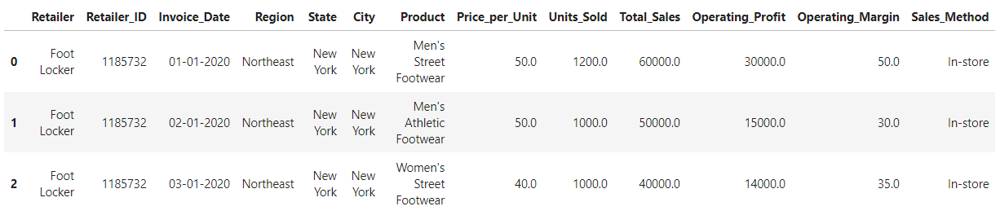 Retailer Retailer_ID Invoice_Date Region State City Product Price_per_Unit Units_Sold Total_Sales Operating_Profit Operating_Margin Sales_Method
0 Foot Locker 1185732 01-01-2020 Northeast New York New York Men's Street Footwear 50.0 1200.0 60000.0 30000.0 50.0 In-store
1 Foot Locker 1185732 02-01-2020 Northeast New York New York Men's Athletic Footwear 50.0 1000.0 50000.0 15000.0 30.0 In-store
2 Foot Locker 1185732 03-01-2020 Northeast New York New York Women's Street Footwear 40.0 1000.0 40000.0 14000.0 35.0 In-store